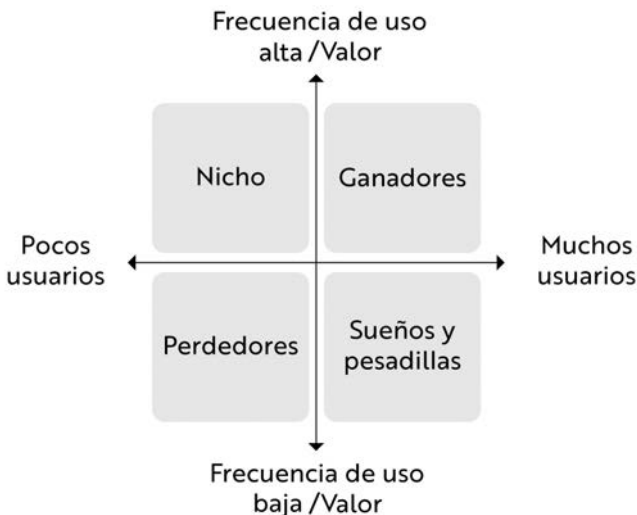 Frecuencia de uso
alta /Valor
Nicho
Ganadores
Pocos
usuarios
Muchos
usuarios
Perdedores
Sueños y
pesadillas
Frecuencia de uso
baja /Valor